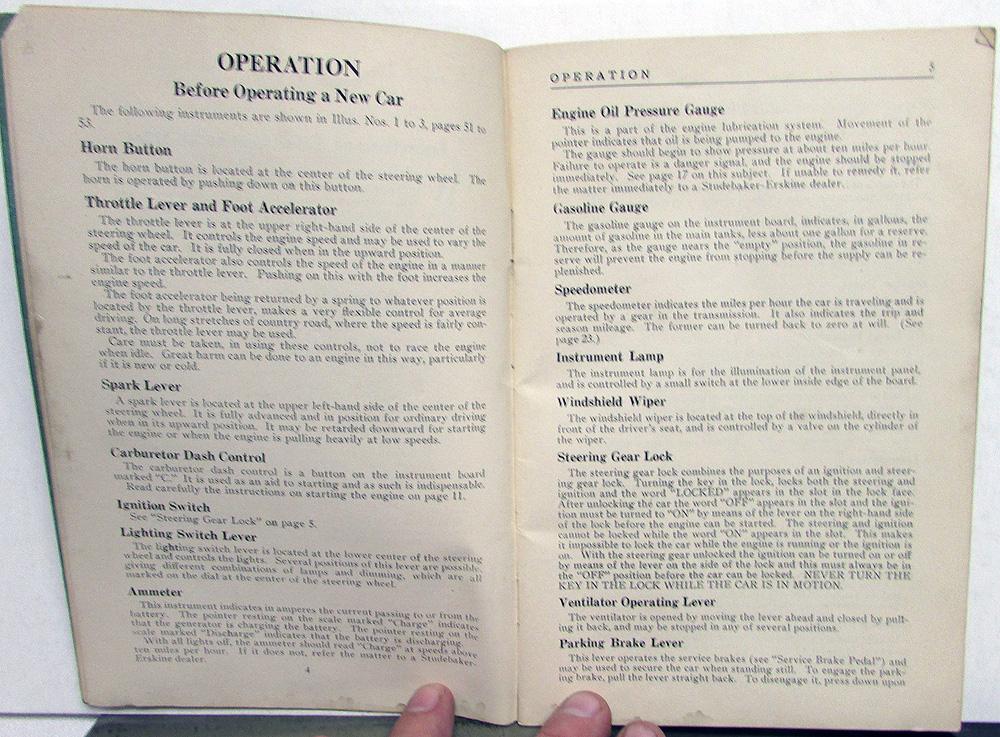 OPERATION
Before Operating a New Car
The following instruments are shown in Illus. Nos. 1 to 3, pages 51 to
53.
Horn Button
The horn button is located at the center of the steering wheel. The
horn is operated by pushing down on this button.
Throttle Lever and Foot Accelerator
The throttle lever is at the upper right-hand side of the center of the
steering wheel. It controls the engine speed and may be used to vary the
speed of the car. It is fully closed when in the upward position.
The foot accelerator also controls the speed of the engine in a manner
similar to the throttle lever. Pushing on this with the foot increases the
engine speed.
The foot accelerator being returned by a spring to whatever position is
located by the throttle lever, makes a very flexible control for average
driving. On long stretches of country road, where the speed is fairly con-
stant, the throttle lever may be used.
Care must be taken, in using these controls, not to race the engine
when idle. Great harm can be done to an engine in this way, particularly
if it is new or cold.
Spark Lever
A spark lever is located at the upper left-hand side of the center of the
steering wheel. It is fully advanced and in position for ordinary driving
when in its upward position. It may be retarded downward for starting
the engine or when the engine is pulling heavily at low speeds.
Carburetor Dash Control
The carburetor dash control is a button on the instrument board
marked "C." It is used as an aid to starting and as such is indispensable.
Read carefully the instructions on starting the engine on page 11.
Ignition Switch
See "Steering Gear Lock" on page 5.
Lighting Switch Lever
The lighting switch lever is located at the lower center of the steering
wheel and controls the lights. Several positions of this lever are possible,
giving different combinations of lamps and dimming, which are all
marked on the dial at the center of the steering wheel.
Ammeter
This instrument indicates in amperes the current passing to or from the
battery. The pointer resting on the scale marked "Charge" indicates
that the generator is charging the battery. The pointer resting on the
scale marked "Discharge" indicates that the battery is discharging.
With all lights off, the ammeter should read "Charge" at speeds above
ten miles per hour. If it does not, refer the matter to a Studebaker-
Erskine dealer.
4
OPERATION 5
Engine Oil Pressure Gauge
This is a part of the engine lubrication system. Movement of the
pointer indicates that oil is being pumped to the engine.
The gauge should begin to show pressure at about ten miles per hour.
Failure to operate is a danger signal, and the engine should be stopped
immediately. See page 17 on this subject. If unable to remedy it, refer
the matter immediately to a Studebaker-Erskine dealer.
Gasoline Gauge
The gasoline gauge on the instrument board, indicates, in gallons, the
amount of gasoline in the main tanks, less about one gallon for a reserve.
Therefore, as the gauge nears the "empty" position, the gasoline in re-
serve will prevent the engine from stopping before the supply can be re-
plenished.
Speedometer
The speedometer indicates the miles per hour the car is traveling and is
operated by a gear in the transmission. It also indicates the trip and
season mileage. The former can be turned back to zero at will. (See
page 23.)
Instrument Lamp
The instrument lamp is for the illumination of the instrument panel,
and is controlled by a small switch at the lower inside edge of the board.
Windshield Wiper
The windshield wiper is located at the top of the windshield, directly in
front of the driver's seat, and is controlled by a valve on the cylinder of
the wiper.
Steering Gear Lock
The steering gear lock combines the purposes of an ignition and steer-
ing gear lock. Turning the key in the lock, locks both the steering and
ignition and the word "LOCKED" appears in the slot in the lock face.
After unlocking the car the word "OFF" appears in the slot and the igni-
tion must be turned to "ON" by means of the lever on the right-hand side
of the lock before the engine can be started. The steering and ignition
cannot be locked while the word "ON" appears in the slot. This makes
it impossible to lock the car while the engine is running or the ignition is
on. With the steering gear unlocked the ignition can be turned on or off
by means of the lever on the side of the lock and this must always be in
the "OFF" position before the car can be locked. NEVER TURN THE
KEY IN THE LOCK WHILE THE CAR IS IN MOTION.
Ventilator Operating Lever
The ventilator is opened by moving the lever ahead and closed by pull-
ing it back, and may be stopped in any of several positions.
Parking Brake Lever
This lever operates the service brakes (see "Service Brake Pedal") and
may be used to secure the car when standing still. To engage the park-
ing brake, pull the lever straight back. To disengage it, press down upon